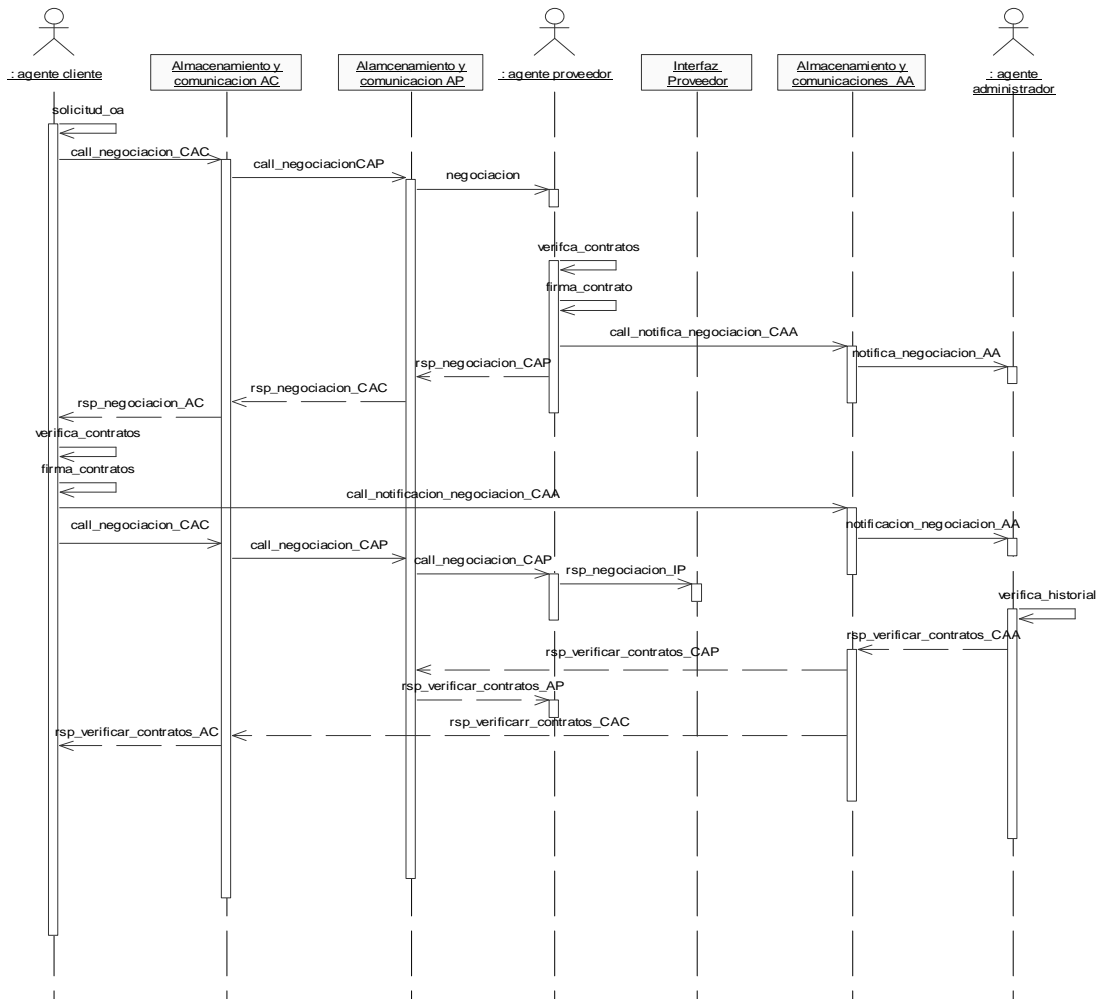 : agente cliente
Almacenamiento y
comunicacion AC
Alamcenamiento y
comunicacion AP
: agente proveedor
Interfaz
Proveedor
Almacenamiento y
comunicaciones_AA
: agente
administrador
solicitud_oa
call_negociacion_CAC
call_negociacionCAP
negociacion
verifca_contratos
firma_contrato
call_notifica_negociacion_CAA
notifica_negociacion_AA
rsp_negociacion_CAP
rsp_negociacion_CAC
rsp_negociacion_AC
verifica_contratos
firma_contratos
call_notificacion_negociacion_CAA
call_negociacion_CAC
notificacion_negociacion_AA
call_negociacion_CAP
call_negociacion_CAP
rsp_negociacion_IP
verifica_historial
rsp_verificar_contratos_CAA
rsp_verificar_contratos_CAP
rsp_verificar_contratos_AP
rsp_verificarr_contratos_CAC
rsp_verificar_contratos_AC